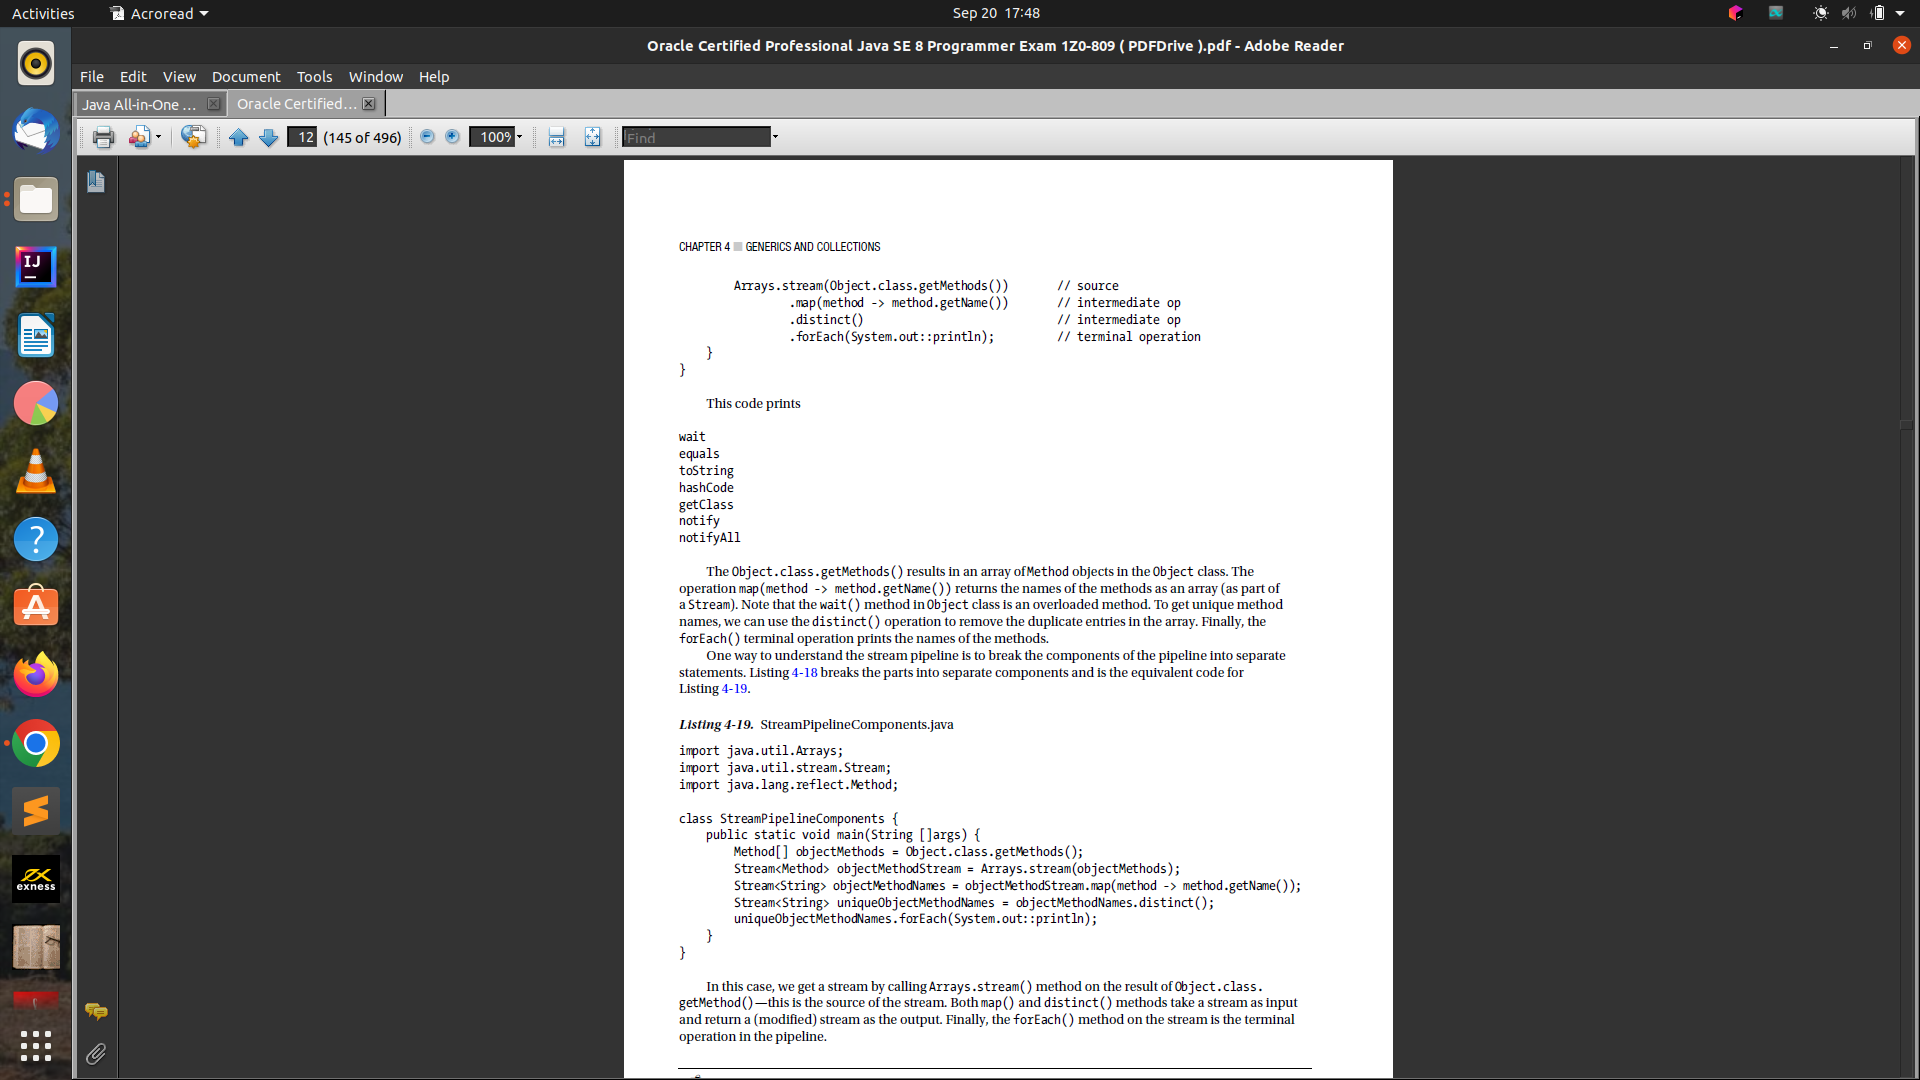 Activities
Acroread
Sep 20 17:48
Oracle Certified Professional Java SE 8 Programmer Exam 1Z0-809 ( PDFDrive ).pdf - Adobe Reader
File Edit View Document Tools Window Help
Java All-in-One ...
Oracle Certified...
12 (145 of 496)
100%
Find
CHAPTER 4 ■ GENERICS AND COLLECTIONS
Arrays.stream(Object.class.getMethods()) // source
.map(method -> method.getName()) // intermediate op
.distinct() // intermediate op
.forEach(System.out::println); // terminal operation
}
}
This code prints
wait
equals
toString
hashCode
getClass
notify
notifyAll
The Object.class.getMethods() results in an array of Method objects in the Object class. The
operation map(method -> method.getName()) returns the names of the methods as an array (as part of
a Stream). Note that the wait() method in Object class is an overloaded method. To get unique method
names, we can use the distinct() operation to remove the duplicate entries in the array. Finally, the
forEach() terminal operation prints the names of the methods.
One way to understand the stream pipeline is to break the components of the pipeline into separate
statements. Listing 4-18 breaks the parts into separate components and is the equivalent code for
Listing 4-19.
Listing 4-19. StreamPipelineComponents.java
import java.util.Arrays;
import java.util.stream.Stream;
import java.lang.reflect.Method;
class StreamPipelineComponents {
public static void main(String []args) {
Method[] objectMethods = Object.class.getMethods();
Stream<Method> objectMethodStream = Arrays.stream(objectMethods);
Stream<String> objectMethodNames = objectMethodStream.map(method -> method.getName());
Stream<String> uniqueObjectMethodNames = objectMethodNames.distinct();
uniqueObjectMethodNames.forEach(System.out::println);
}
}
In this case, we get a stream by calling Arrays.stream() method on the result of Object.class.
getMethod()—this is the source of the stream. Both map() and distinct() methods take a stream as input
and return a (modified) stream as the output. Finally, the forEach() method on the stream is the terminal
operation in the pipeline.
IJ
?
exness